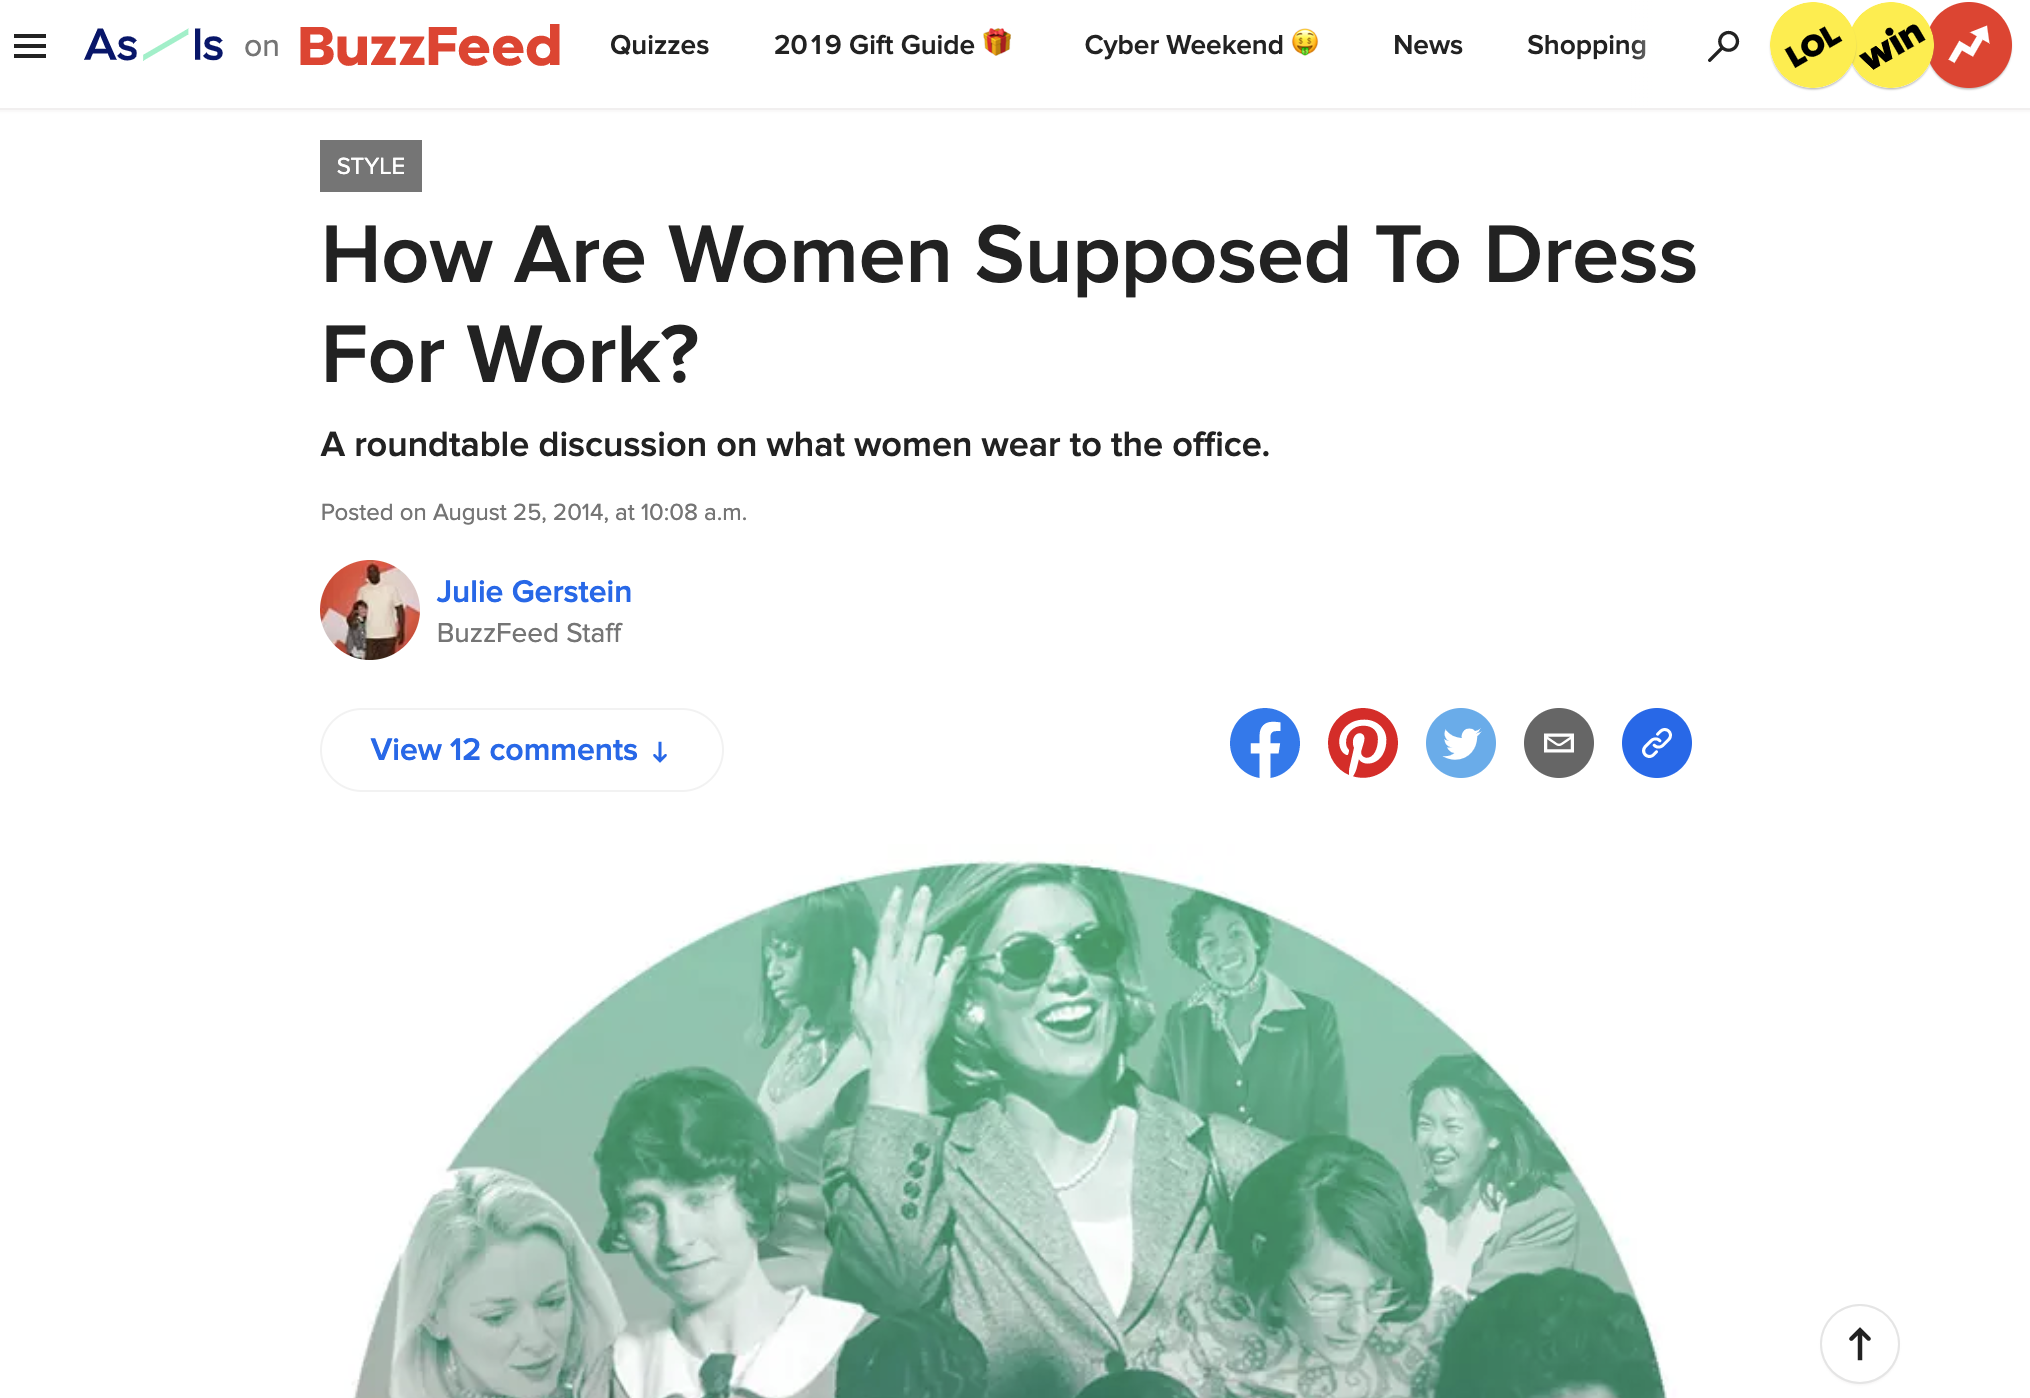 As Is on BuzzFeed Quizzes 2019 Gift Guide 🎁 Cyber Weekend 🤑 News Shopping LOL win
STYLE
How Are Women Supposed To Dress
For Work?
A roundtable discussion on what women wear to the office.
Posted on August 25, 2014, at 10:08 a.m.
Julie Gerstein
BuzzFeed Staff
View 12 comments ↓